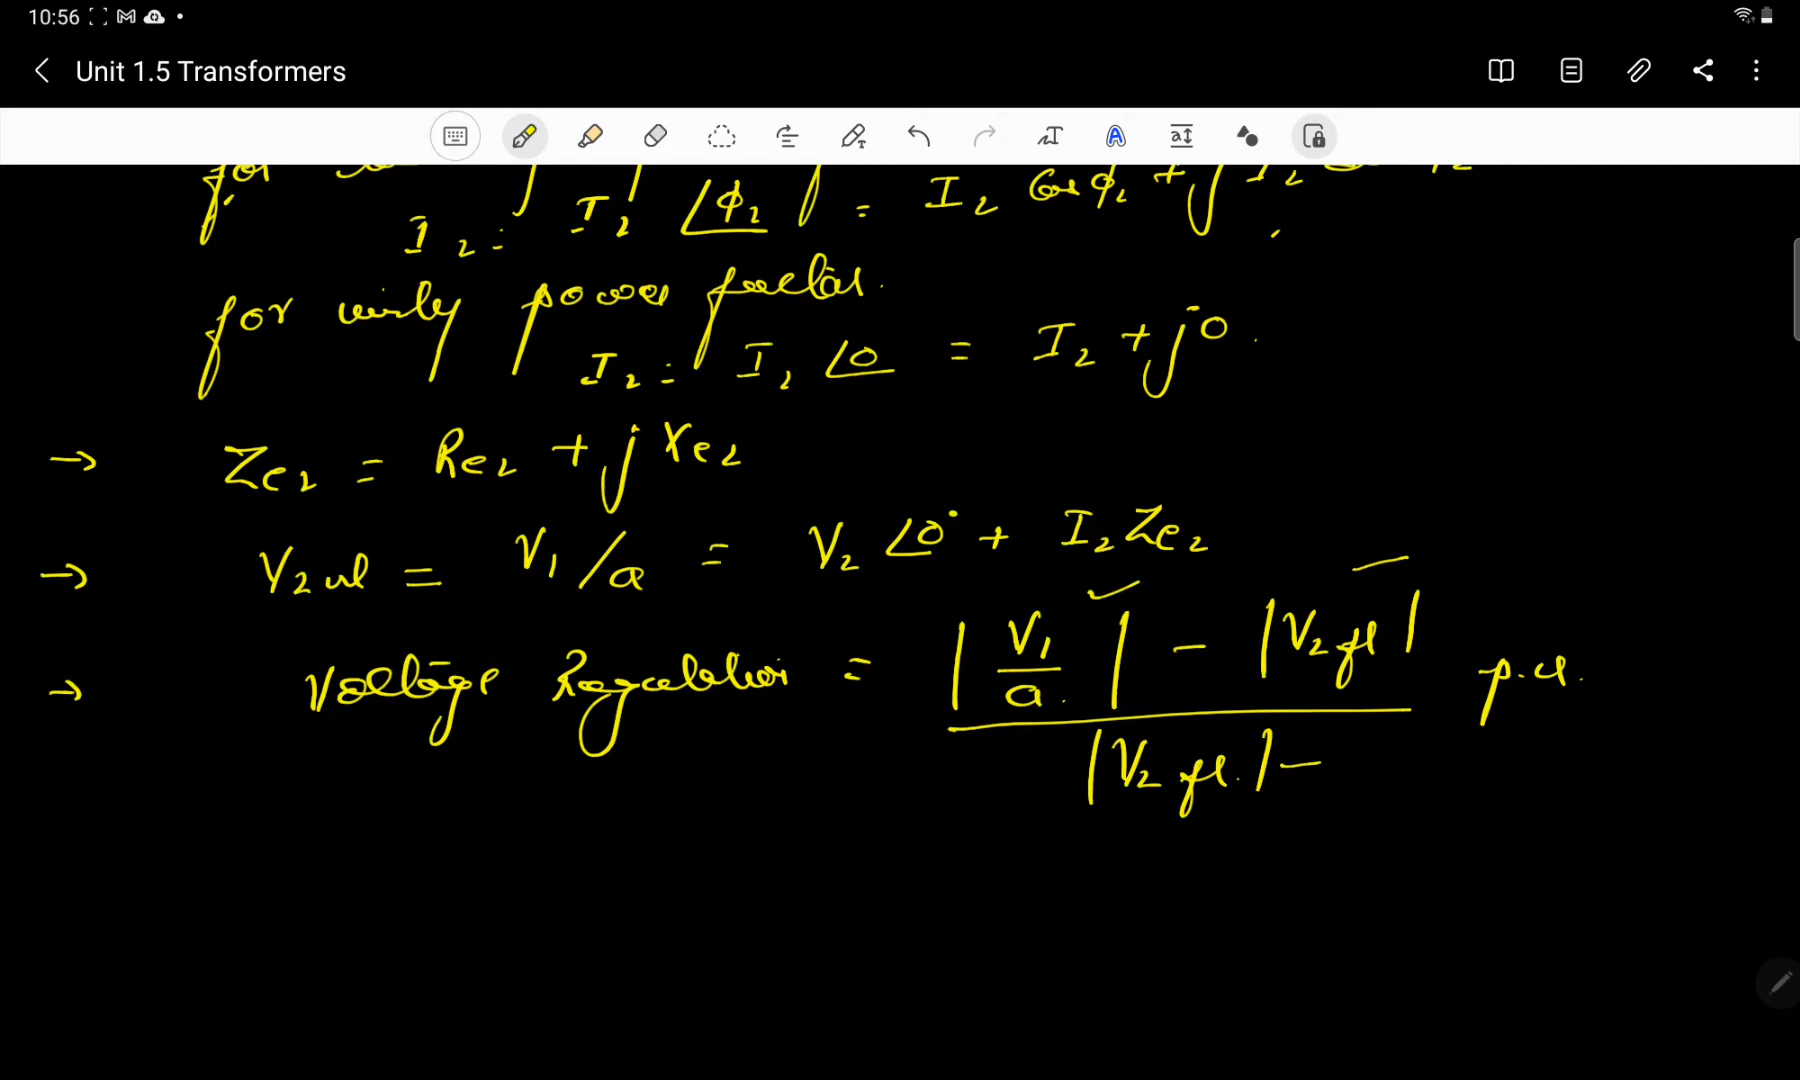 10:56
Unit 1.5 Transformers
for
I₂ = I₂ ∠φ₂ = I₂ Cos φ₂ + j I₂
for unity power factor.
I₂ = I₂ ∠0 = I₂ + j0.
→ Ze₂ = Re₂ + j Xe₂
→ V₂ nl = V₁/a = V₂ ∠0° + I₂ Ze₂
→ Voltage Regulation = (|V₁/a| - |V₂ fl|) / |V₂ fl.| p.u.